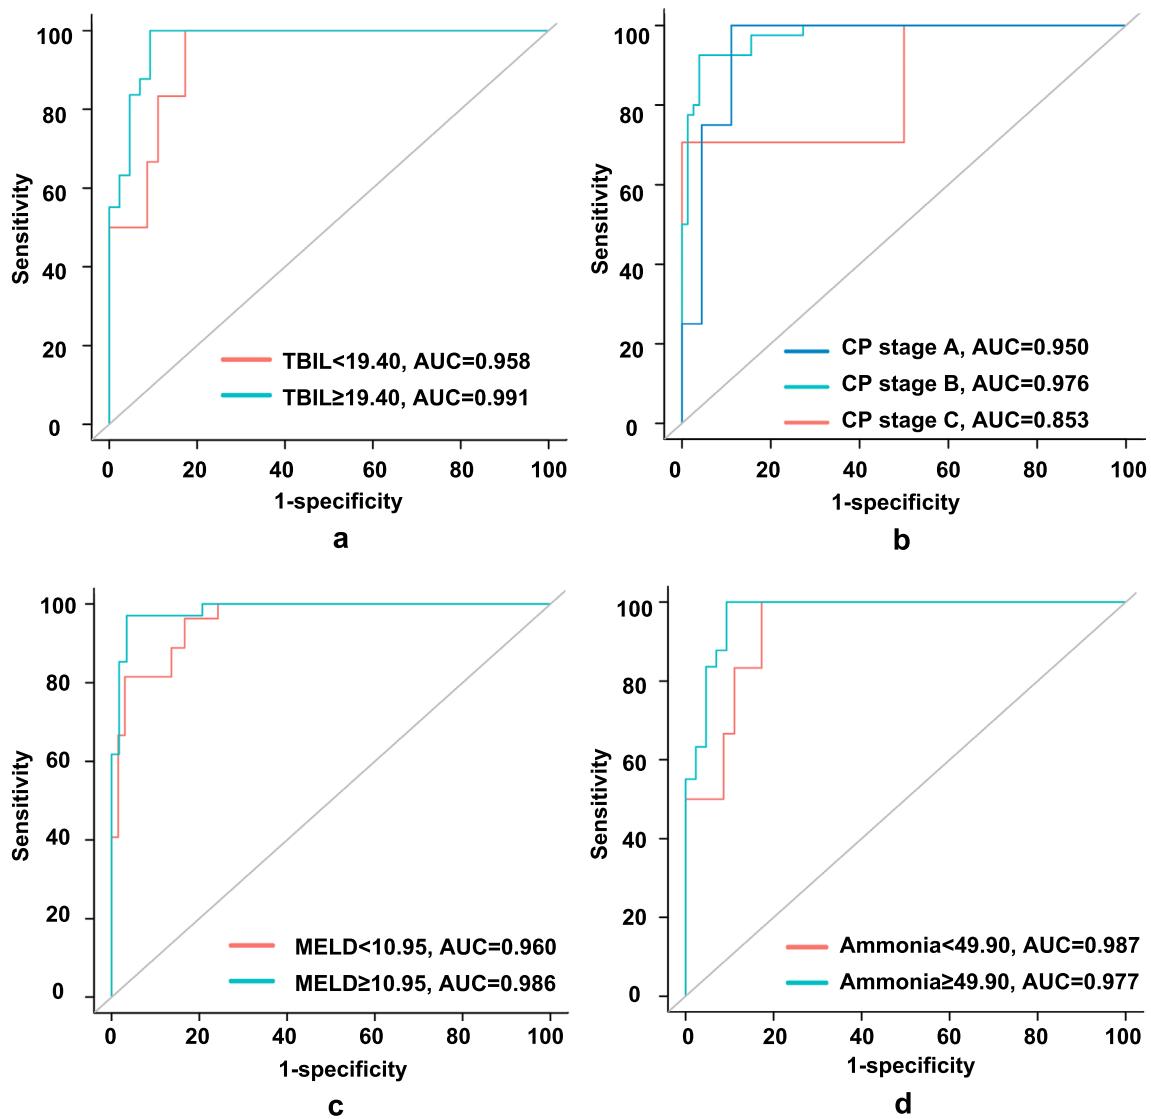 100
80
60
40
20
0
Sensitivity
TBIL<19.40, AUC=0.958
TBIL≥19.40, AUC=0.991
0 20 40 60 80 100
1-specificity
a
100
80
60
40
20
0
Sensitivity
CP stage A, AUC=0.950
CP stage B, AUC=0.976
CP stage C, AUC=0.853
0 20 40 60 80 100
1-specificity
b
100
80
60
40
20
0
Sensitivity
MELD<10.95, AUC=0.960
MELD≥10.95, AUC=0.986
0 20 40 60 80 100
1-specificity
c
100
80
60
40
20
0
Sensitivity
Ammonia<49.90, AUC=0.987
Ammonia≥49.90, AUC=0.977
0 20 40 60 80 100
1-specificity
d